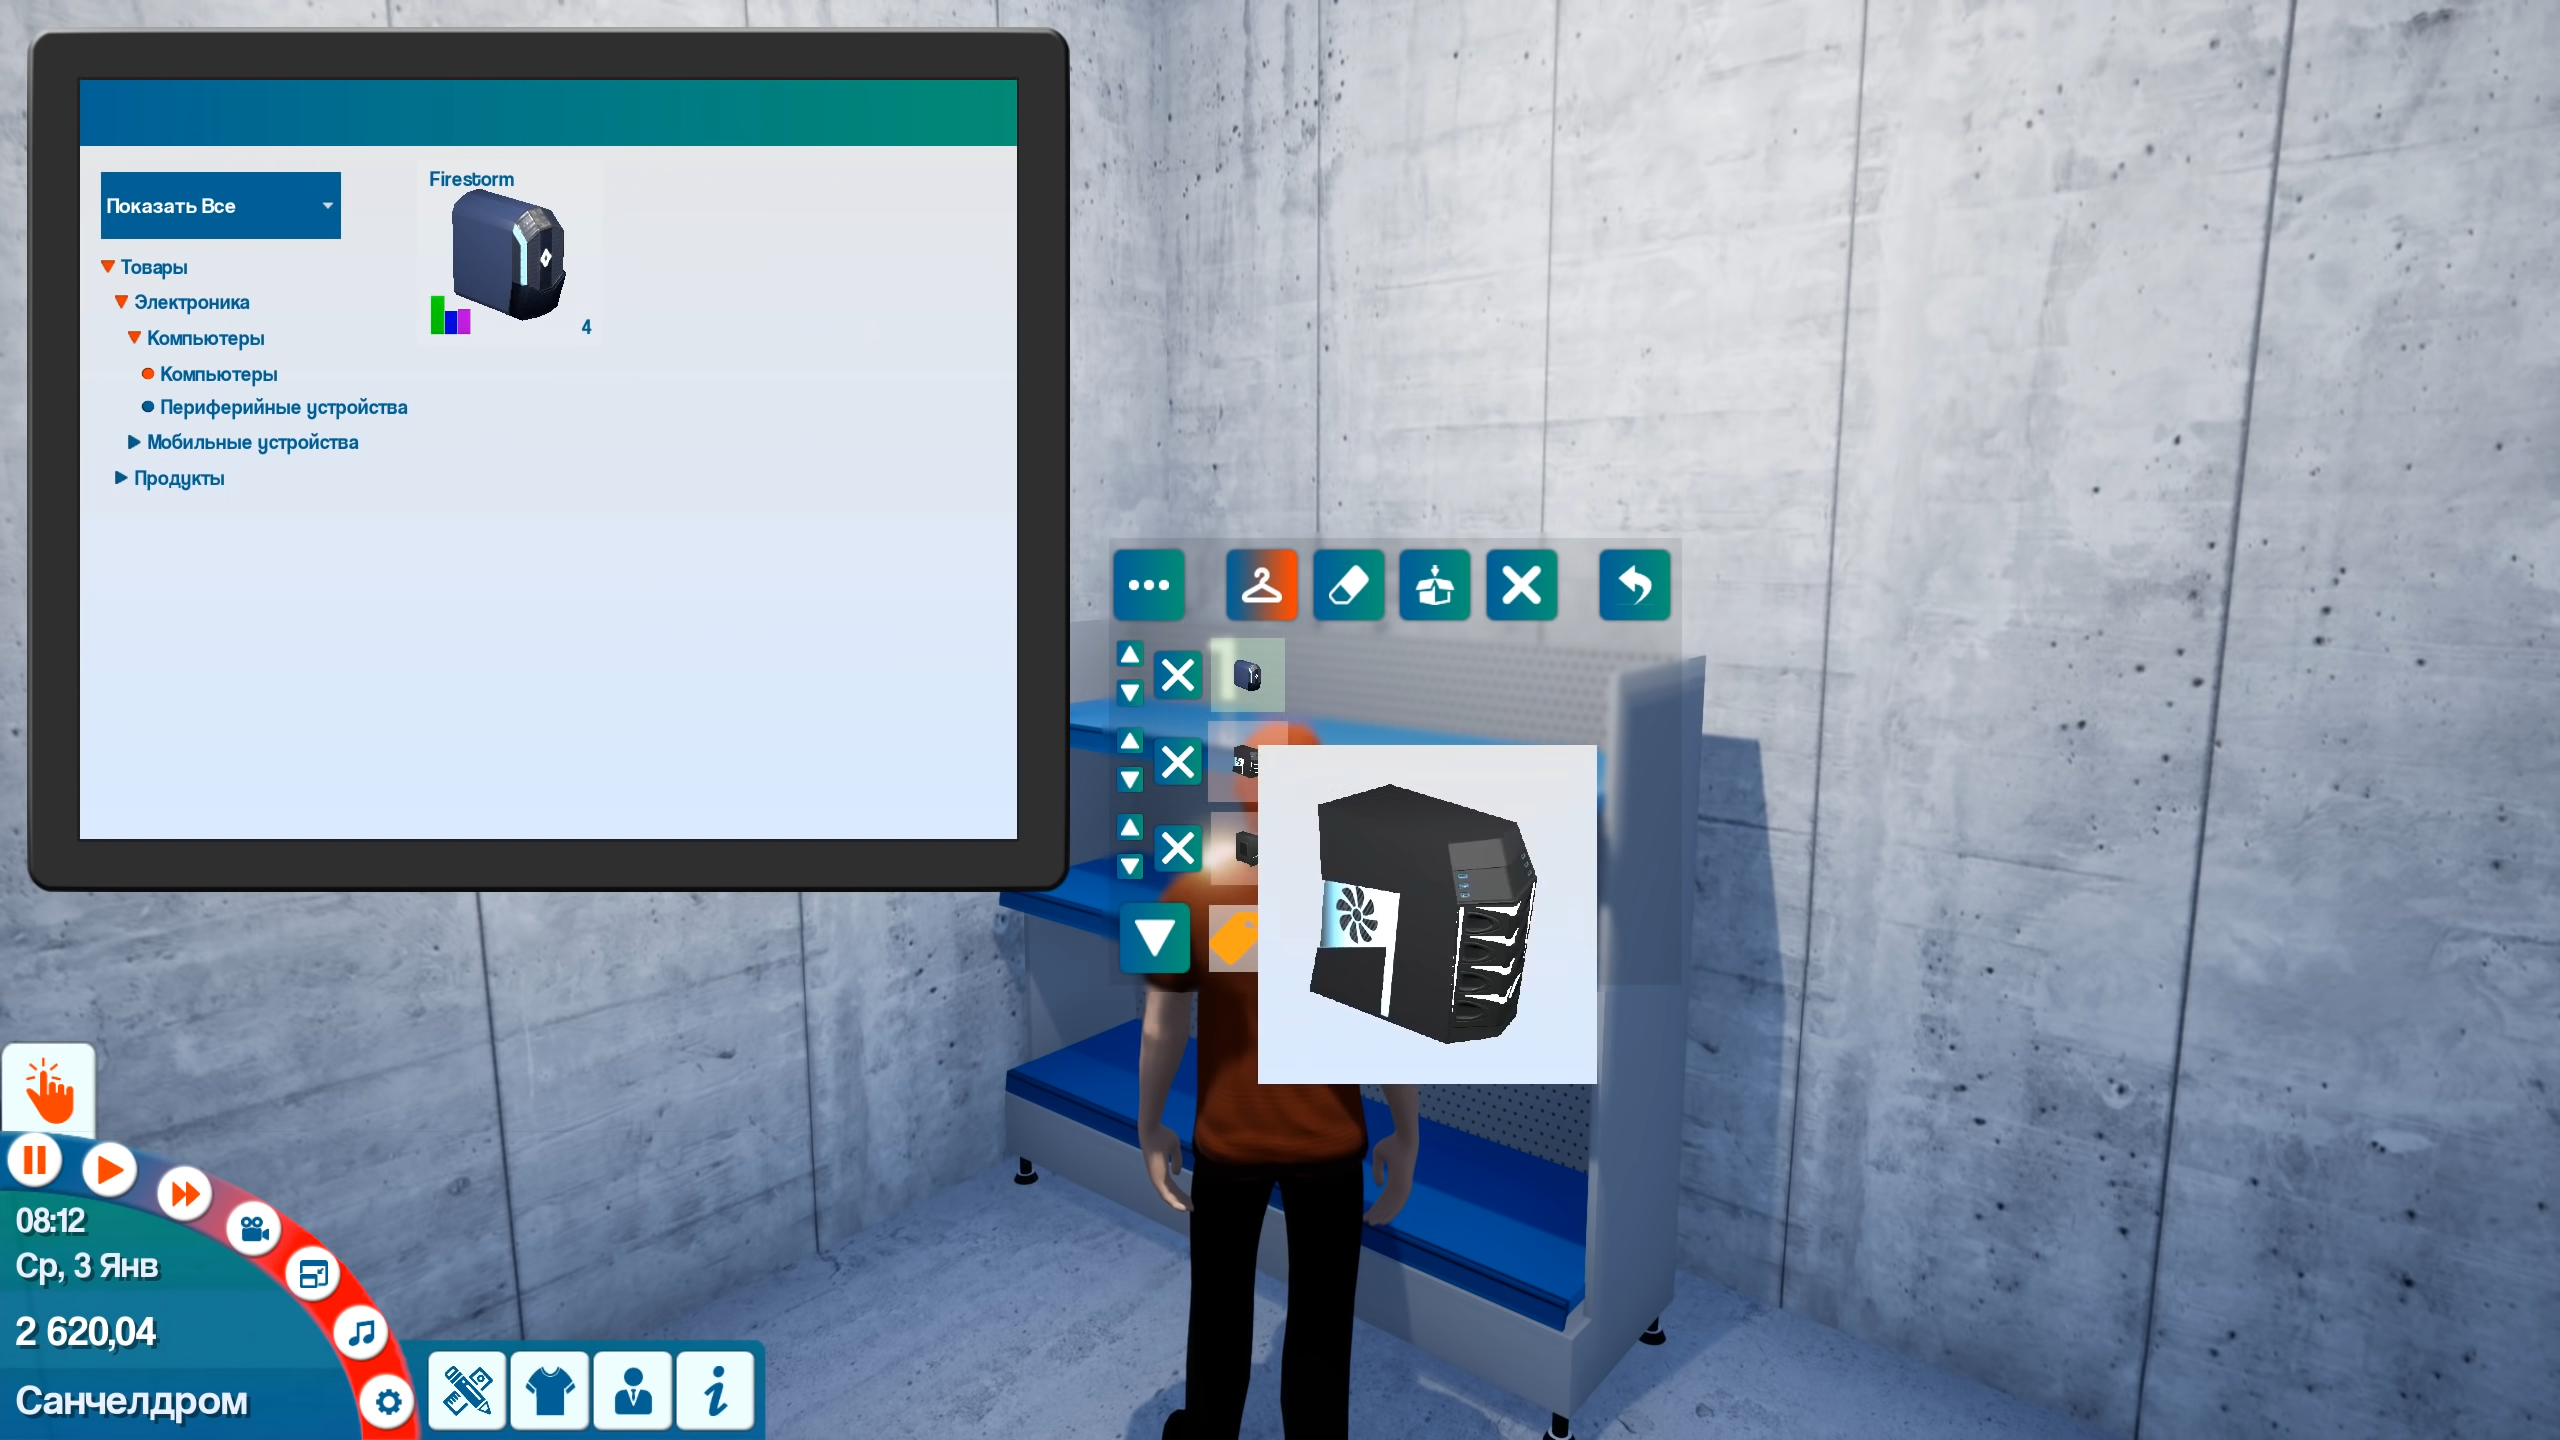 Показать Все
Товары
Электроника
Компьютеры
Компьютеры
Периферийные устройства
Мобильные устройства
Продукты
Firestorm
4
08:12
Ср, 3 Янв
2 620,04
Санчелдром